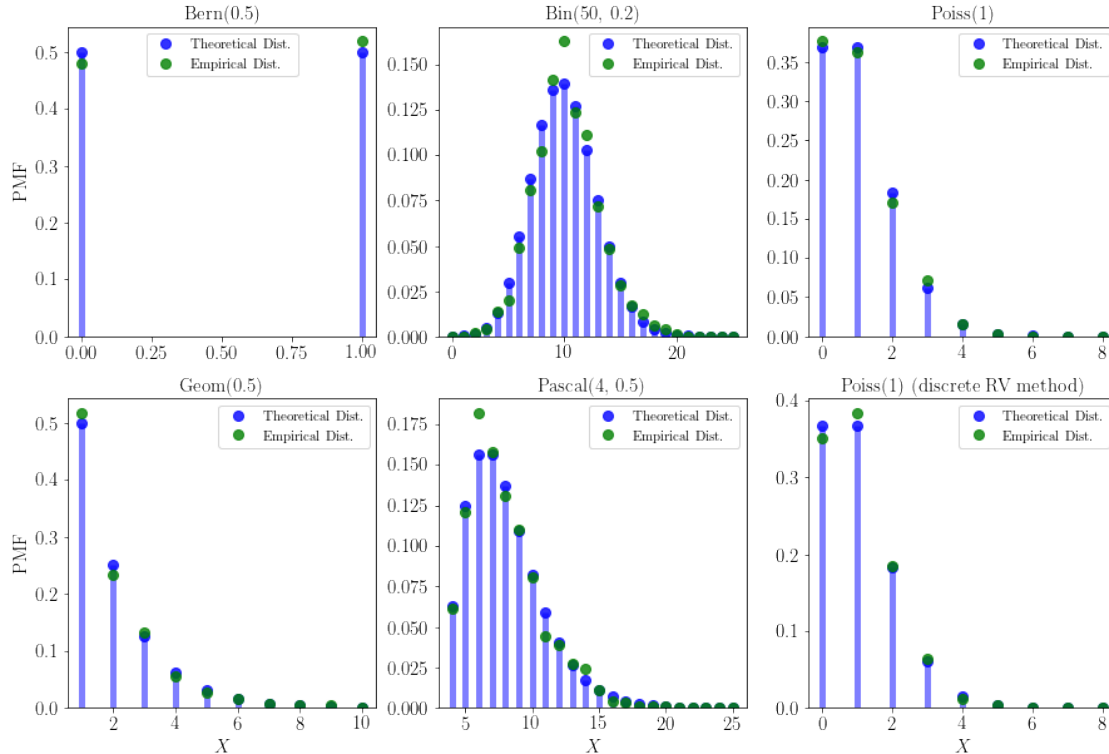 Bern(0.5)
0.5
0.4
0.3
0.2
0.1
0.0
PMF
Theoretical Dist.
Empirical Dist.
0.00 0.25 0.50 0.75 1.00
Bin(50, 0.2)
0.150
0.125
0.100
0.075
0.050
0.025
0.000
Theoretical Dist.
Empirical Dist.
0 10 20
Poiss(1)
0.35
0.30
0.25
0.20
0.15
0.10
0.05
0.00
Theoretical Dist.
Empirical Dist.
0 2 4 6 8
Geom(0.5)
0.5
0.4
0.3
0.2
0.1
0.0
PMF
Theoretical Dist.
Empirical Dist.
2 4 6 8 10
X
Pascal(4, 0.5)
0.175
0.150
0.125
0.100
0.075
0.050
0.025
0.000
Theoretical Dist.
Empirical Dist.
5 10 15 20 25
X
Poiss(1) (discrete RV method)
0.4
0.3
0.2
0.1
0.0
Theoretical Dist.
Empirical Dist.
0 2 4 6 8
X